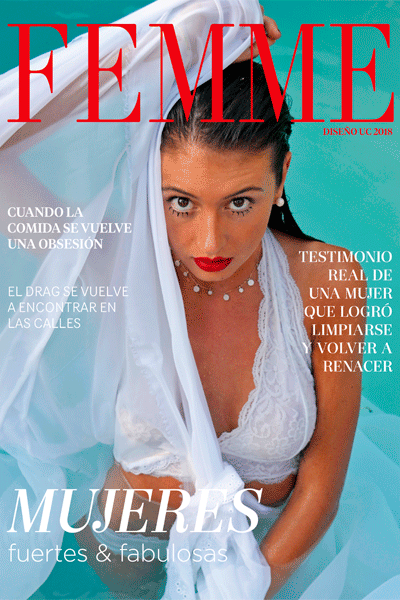 FEMME
DISEÑO UC 2018
CUANDO LA
COMIDA SE VUELVE
UNA OBSESIÓN
EL DRAG SE VUELVE
A ENCONTRAR EN
LAS CALLES
TESTIMONIO
REAL DE
UNA MUJER
QUE LOGRÓ
LIMPIARSE
Y VOLVER A
RENACER
MUJERES
fuertes & fabulosas